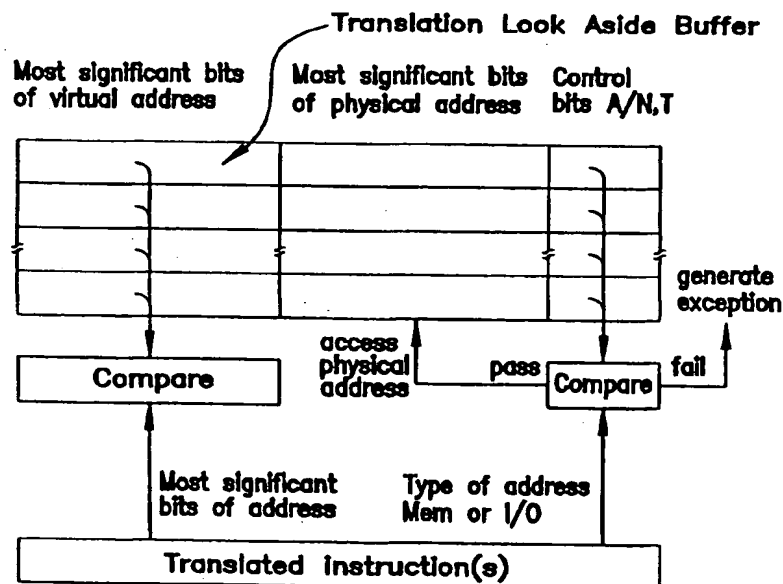 Translation Look Aside Buffer
Most significant bits
of virtual address
Most significant bits
of physical address
Control
bits A/N,T
generate
exception
access
physical
address
pass
fail
Compare
Compare
Most significant
bits of address
Type of address
Mem or I/O
Translated instruction(s)